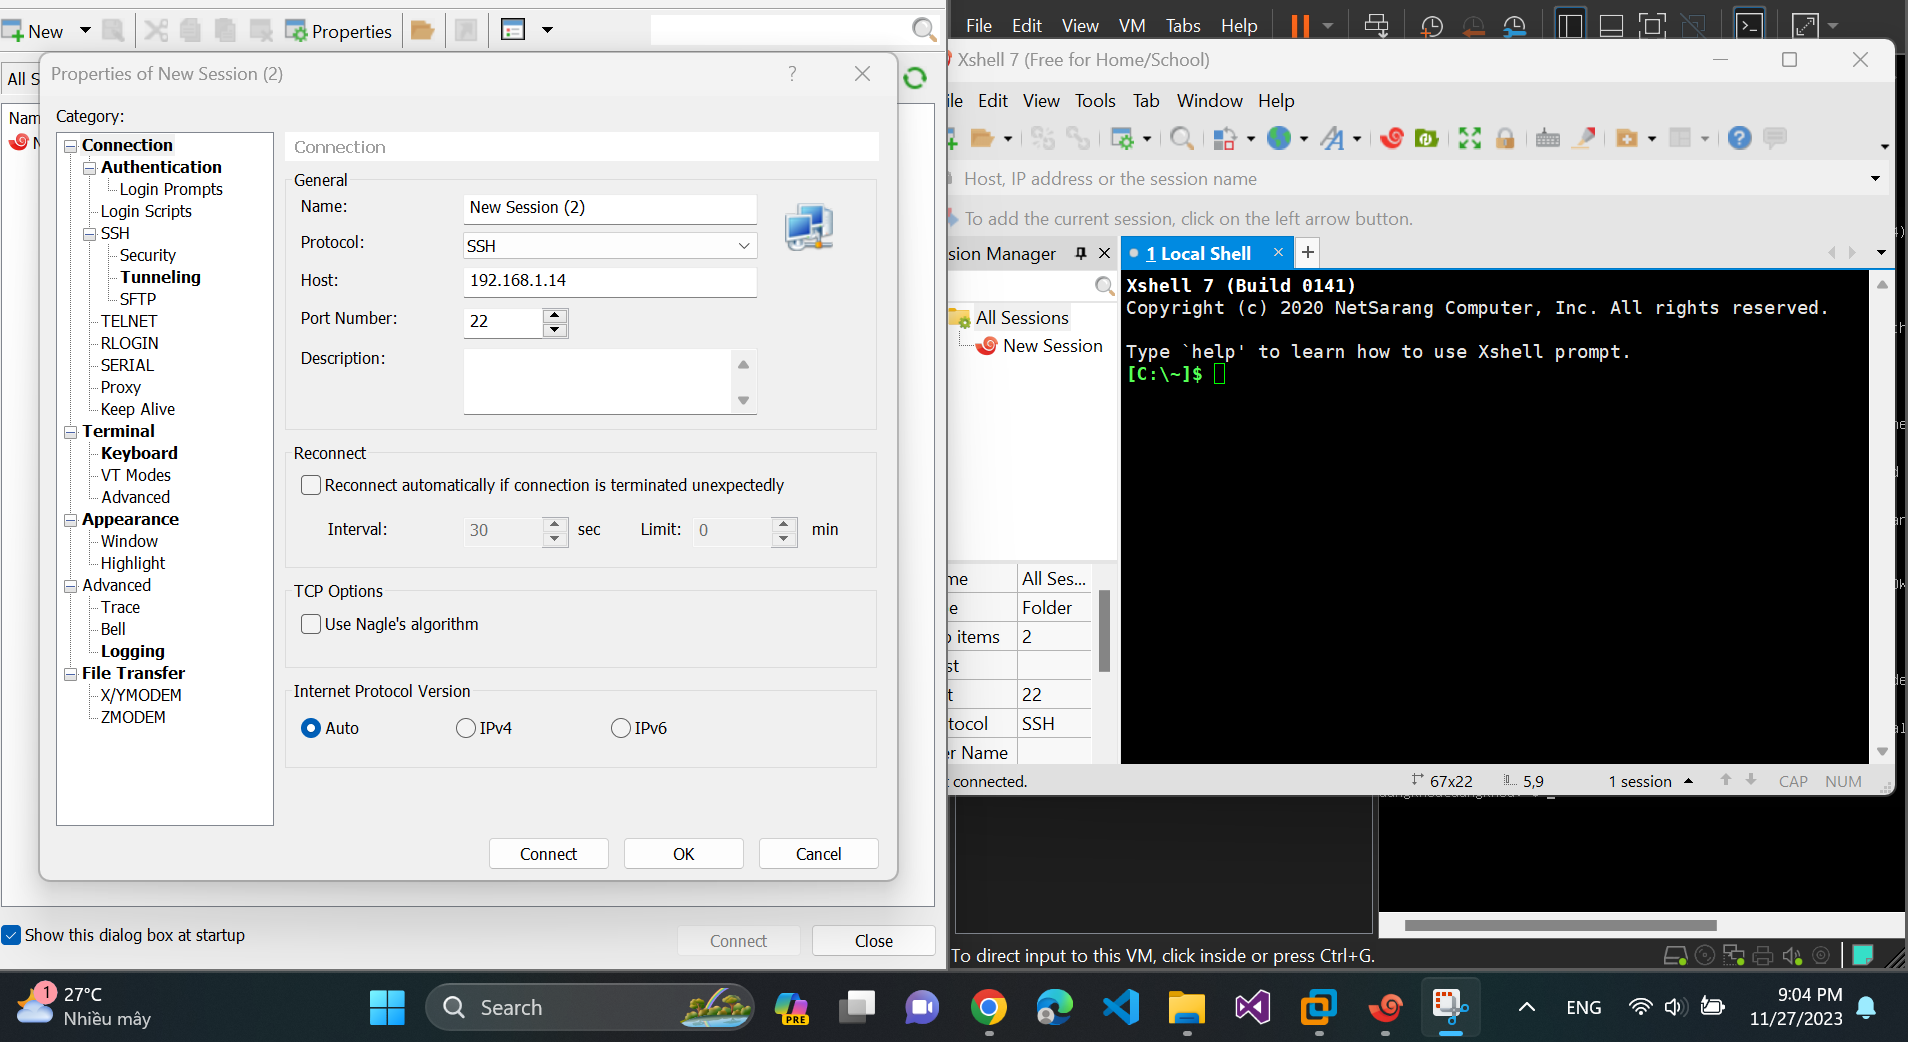 New
Properties
File Edit View VM Tabs Help
Properties of New Session (2)
?
All S
Nam
Category:
Connection
Authentication
Login Prompts
Login Scripts
SSH
Security
Tunneling
SFTP
TELNET
RLOGIN
SERIAL
Proxy
Keep Alive
Terminal
Keyboard
VT Modes
Advanced
Appearance
Window
Highlight
Advanced
Trace
Bell
Logging
File Transfer
X/YMODEM
ZMODEM
Connection
General
Name: New Session (2)
Protocol: SSH
Host: 192.168.1.14
Port Number: 22
Description:
Reconnect
Reconnect automatically if connection is terminated unexpectedly
Interval: 30 sec Limit: 0 min
TCP Options
Use Nagle's algorithm
Internet Protocol Version
Auto IPv4 IPv6
Connect OK Cancel
Show this dialog box at startup
Connect Close
Xshell 7 (Free for Home/School)
ile Edit View Tools Tab Window Help
Host, IP address or the session name
To add the current session, click on the left arrow button.
sion Manager
1 Local Shell
All Sessions
New Session
me All Ses...
e Folder
items 2
st
t 22
tocol SSH
er Name
Xshell 7 (Build 0141)
Copyright (c) 2020 NetSarang Computer, Inc. All rights reserved.
Type `help' to learn how to use Xshell prompt.
[C:\~]$
connected.
67x22 5,9 1 session CAP NUM
To direct input to this VM, click inside or press Ctrl+G.
1
27°C
Nhiều mây
Search
PRE
ENG
9:04 PM
11/27/2023